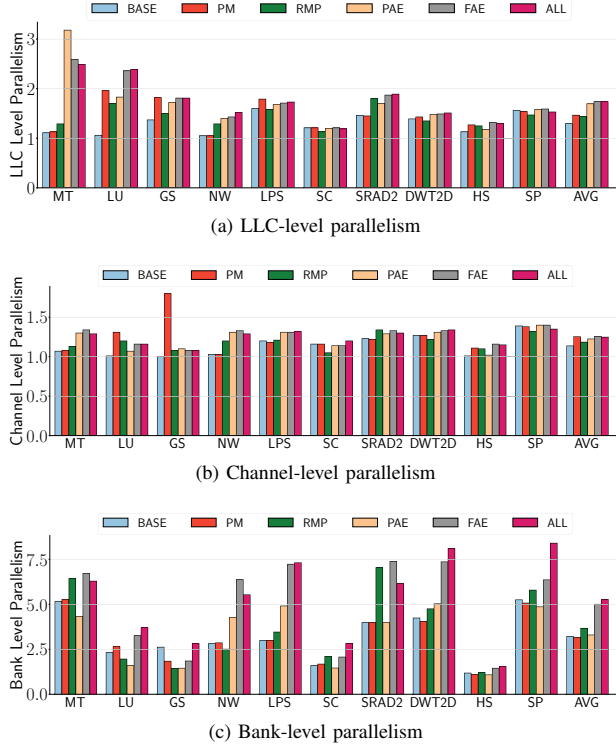 BASE PM RMP PAE FAE ALL
LLC Level Parallelism
3
2
1
0
MT LU GS NW LPS SC SRAD2 DWT2D HS SP AVG
(a) LLC-level parallelism
BASE PM RMP PAE FAE ALL
Channel Level Parallelism
1.5
1.0
0.5
0.0
MT LU GS NW LPS SC SRAD2 DWT2D HS SP AVG
(b) Channel-level parallelism
BASE PM RMP PAE FAE ALL
Bank Level Parallelism
7.5
5.0
2.5
0.0
MT LU GS NW LPS SC SRAD2 DWT2D HS SP AVG
(c) Bank-level parallelism